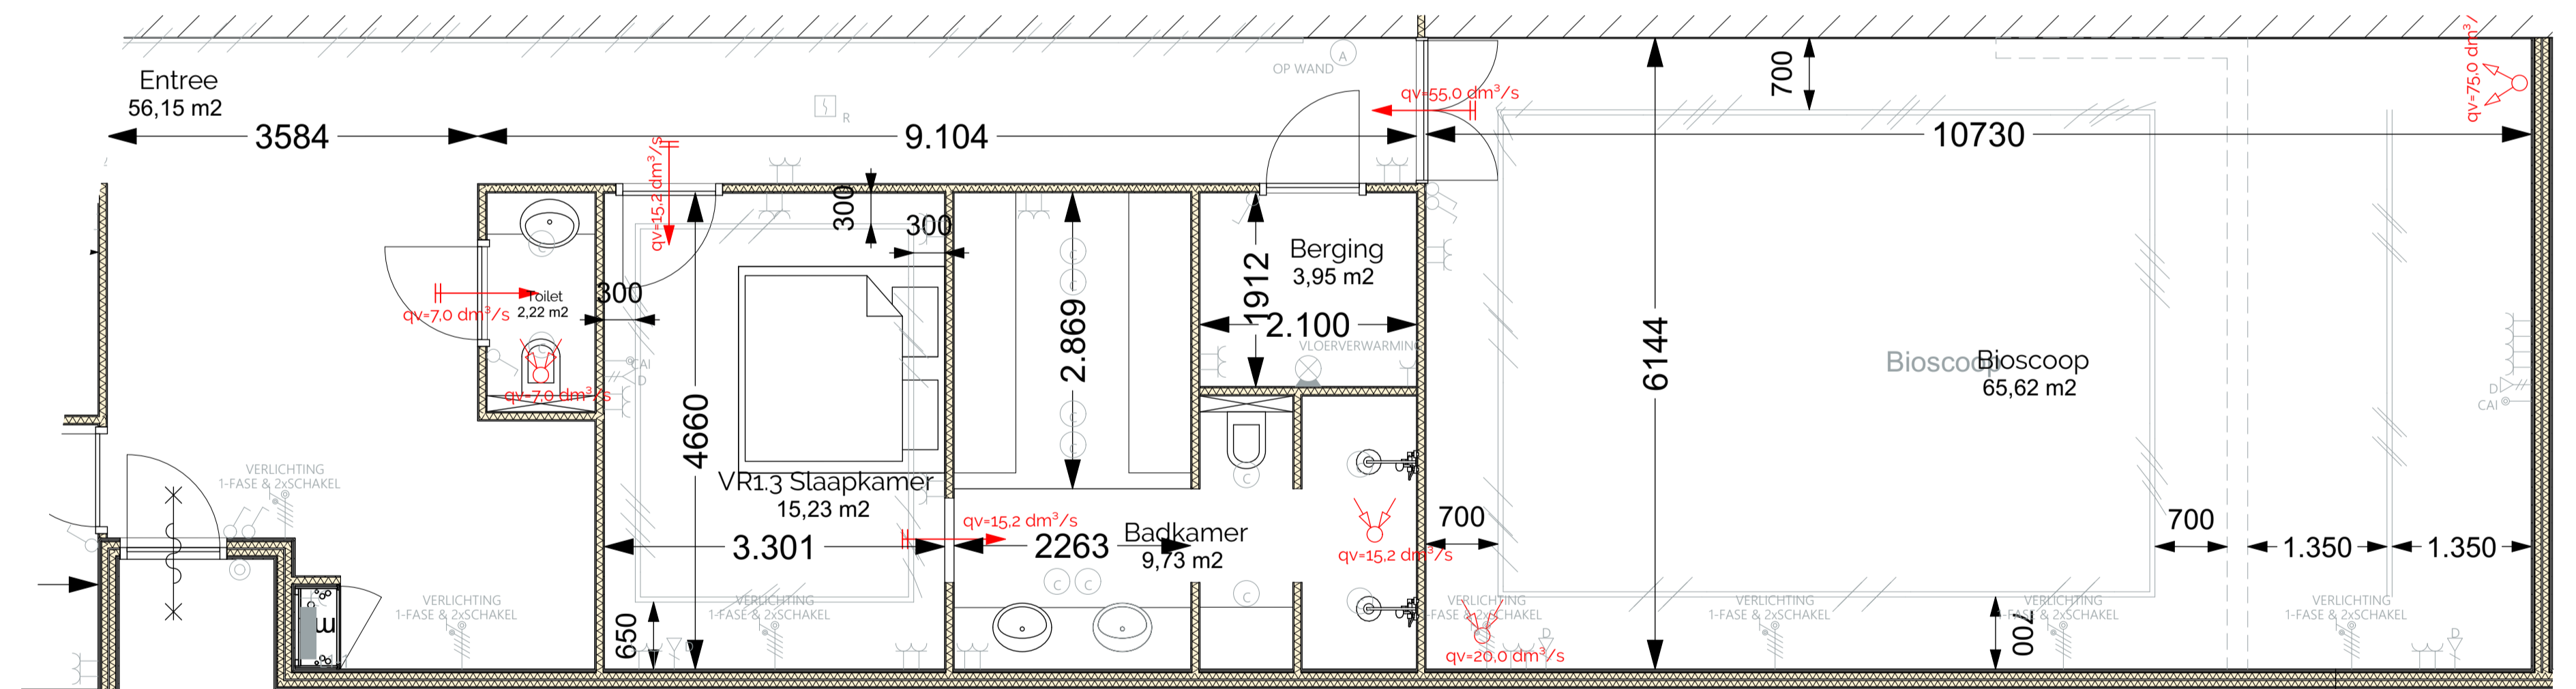 Entree
56,15 m2
3584
9.104
10730
OP WAND
A
R
qv=55,0 dm³/s
700
qv=75,0 dm³/
qv=15,2 dm³/s
300
300
300
Toilet
2,22 m2
C
C
qv=7,0 dm³/s
qv=7,0 dm³/s
CAI
D
4660
VR1.3 Slaapkamer
15,23 m2
3.301
650
2.869
C
C
C
C
Berging
3,95 m2
1912
2.100
VLOERVERWARMING
6144
Bioscoop
Bioscoop
65,62 m2
D
CAI
VERLICHTING
1-FASE & 2xSCHAKEL
qv=15,2 dm³/s
2263
Badkamer
9,73 m2
C
C
C
C
qv=15,2 dm³/s
700
700
1.350
1.350
VERLICHTING
1-FASE & 2xSCHAKEL
VERLICHTING
1-FASE & 2xSCHAKEL
VERLICHTING
1-FASE & 2xSCHAKEL
VERLICHTING
1-FASE & 2xSCHAKEL
VERLICHTING
1-FASE & 2xSCHAKEL
VERLICHTING
1-FASE & 2xSCHAKEL
700
D
D
m
qv=20,0 dm³/s